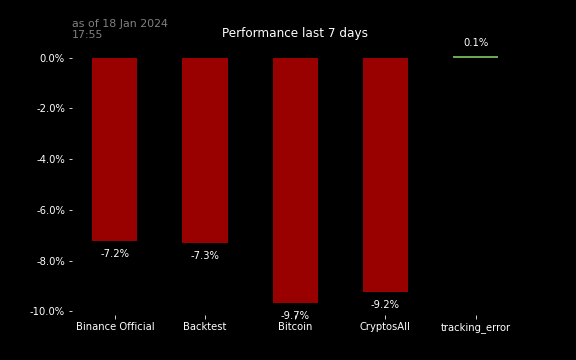 as of 18 Jan 2024
17:55
Performance last 7 days
0.1%
0.0%
-2.0%
-4.0%
-6.0%
-8.0%
-10.0%
-7.2%
-7.3%
-9.7%
-9.2%
Binance Official
Backtest
Bitcoin
CryptosAll
tracking_error